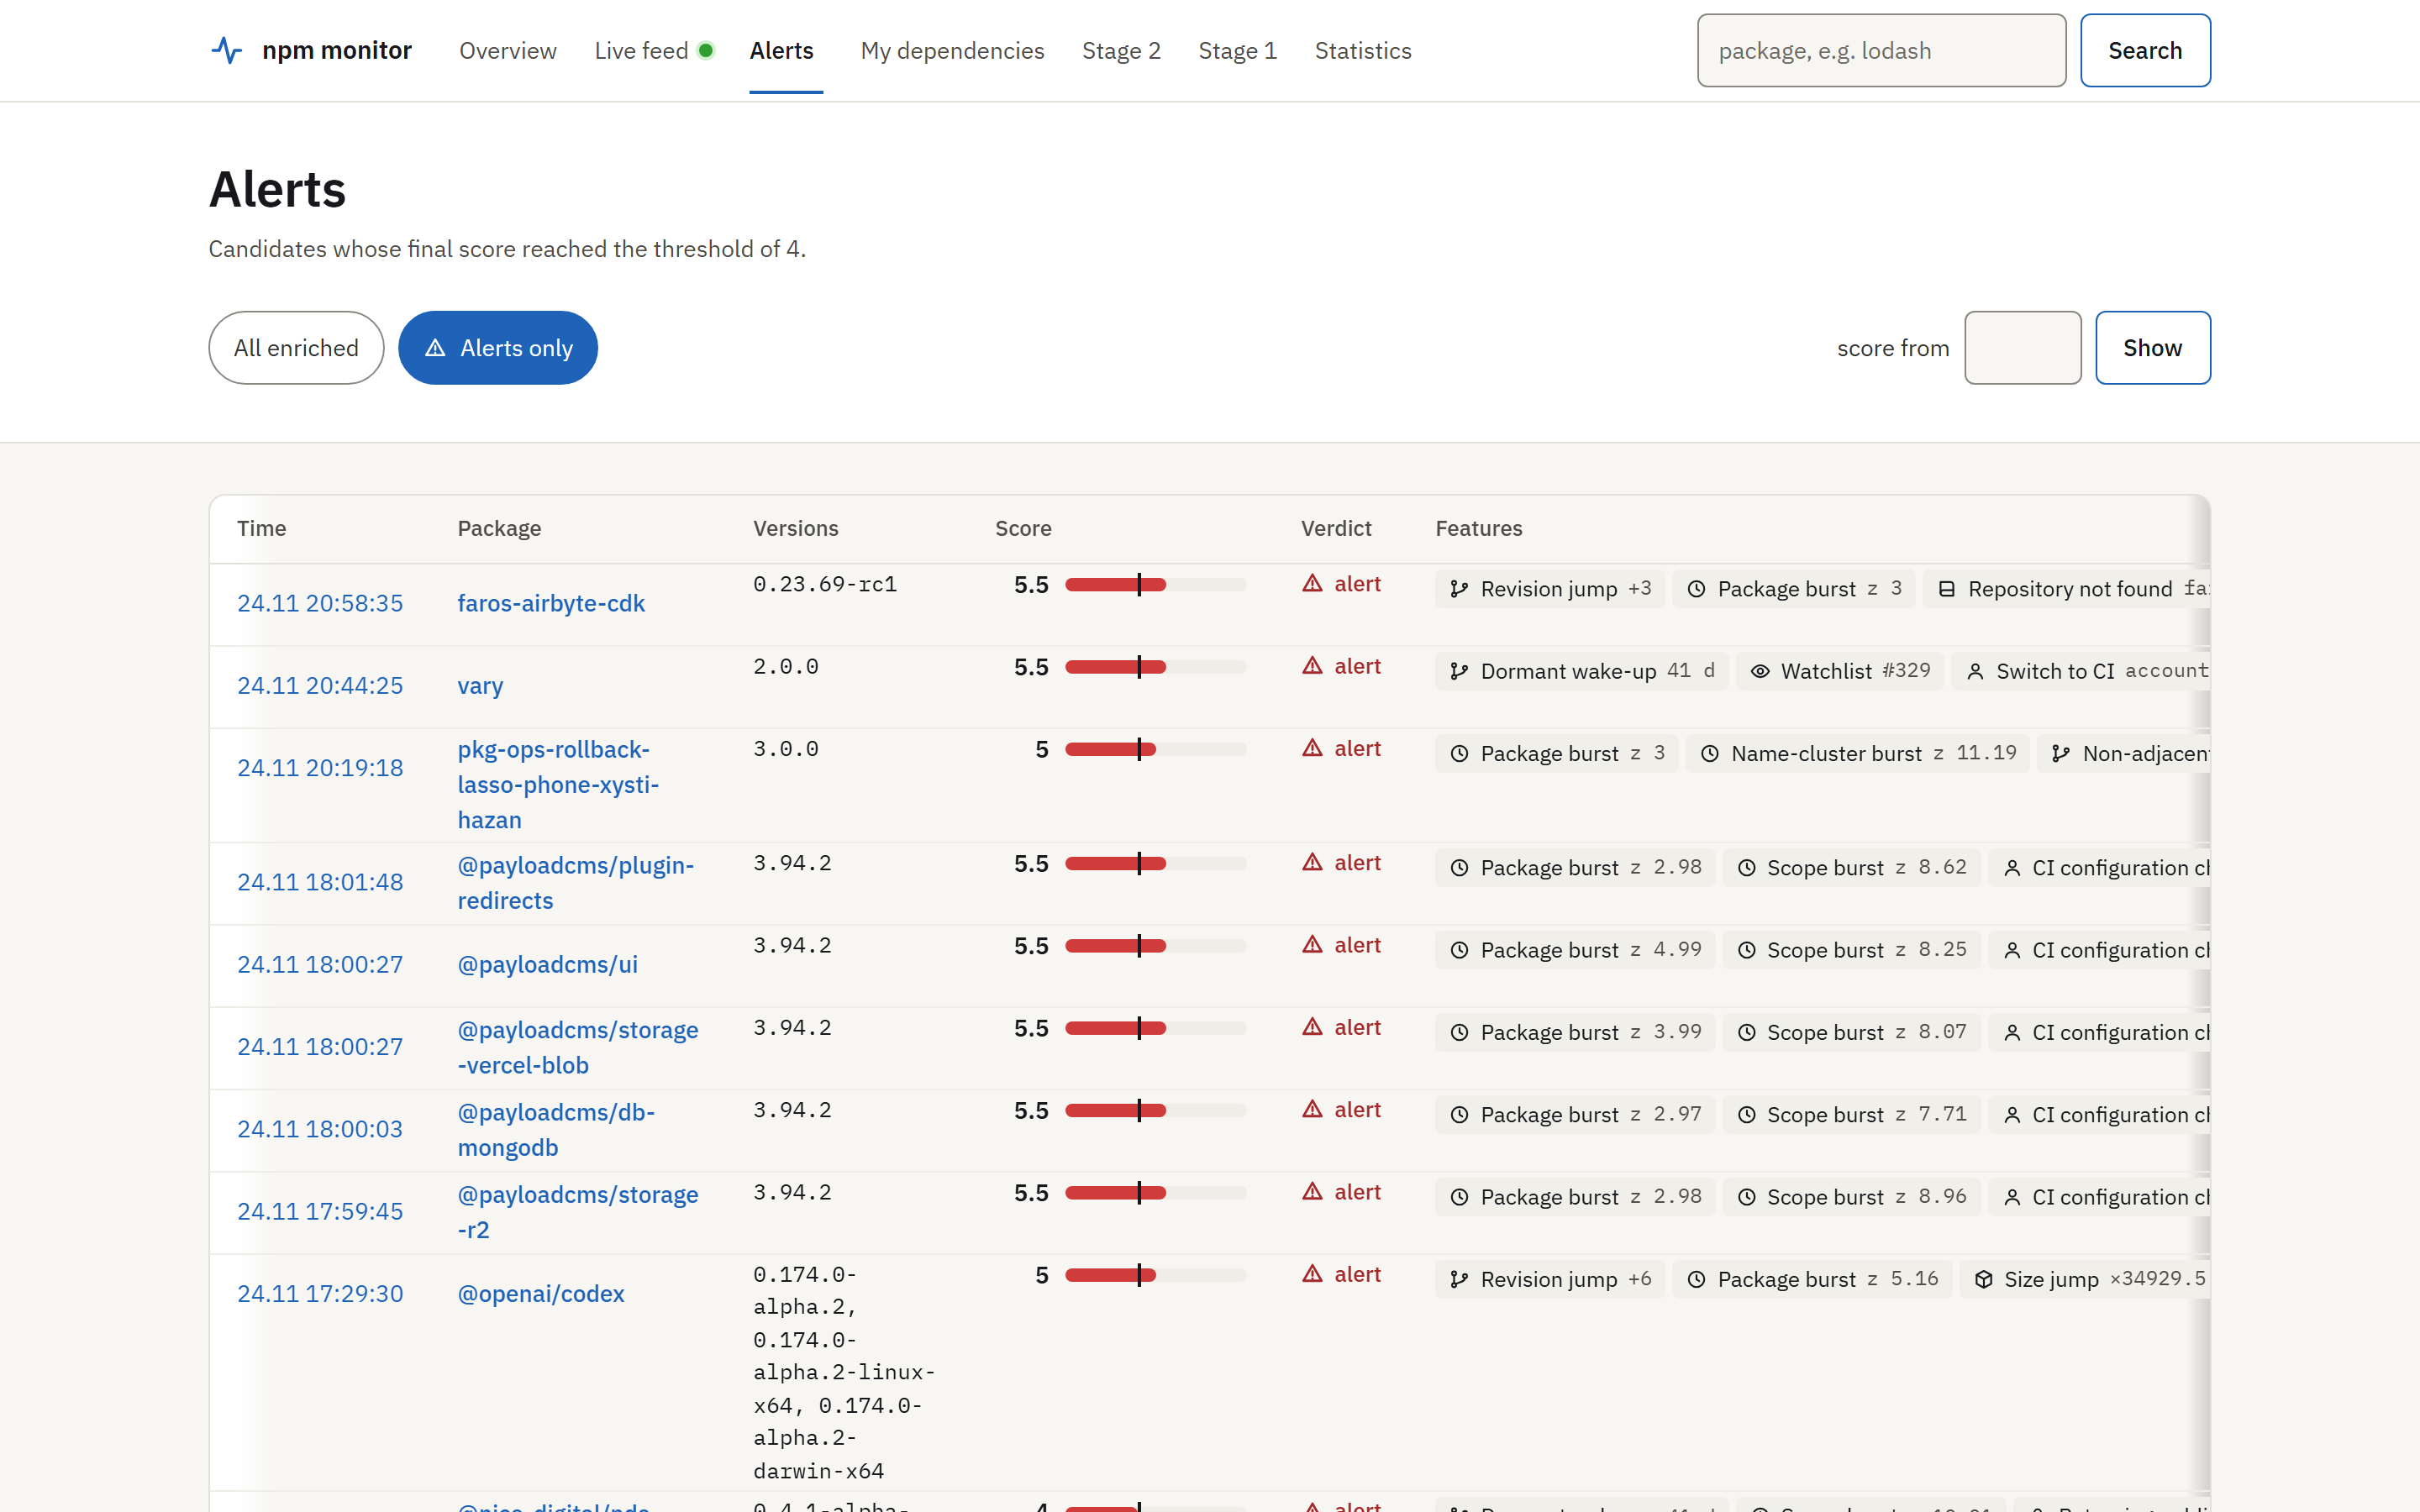 npm monitor Overview Live feed Alerts My dependencies Stage 2 Stage 1 Statistics package, e.g. lodash Search
Alerts
Candidates whose final score reached the threshold of 4.
All enriched Alerts only score from Show
Time Package Versions Score Verdict Features
24.11 20:58:35 faros-airbyte-cdk 0.23.69-rc1 5.5 alert Revision jump +3 Package burst z 3 Repository not found
24.11 20:44:25 vary 2.0.0 5.5 alert Dormant wake-up 41 d Watchlist #329 Switch to CI account
24.11 20:19:18 pkg-ops-rollback- 3.0.0 5 alert Package burst z 3 Name-cluster burst z 11.19
lasso-phone-xysti-
hazan
24.11 18:01:48 @payloadcms/plugin- 3.94.2 5.5 alert Package burst z 2.98 Scope burst z 8.62 CI configuration
redirects
24.11 18:00:27 @payloadcms/ui 3.94.2 5.5 alert Package burst z 4.99 Scope burst z 8.25 CI configuration
24.11 18:00:27 @payloadcms/storage 3.94.2 5.5 alert Package burst z 3.99 Scope burst z 8.07 CI configuration
-vercel-blob
24.11 18:00:03 @payloadcms/db- 3.94.2 5.5 alert Package burst z 2.97 Scope burst z 7.71 CI configuration
mongodb
24.11 17:59:45 @payloadcms/storage 3.94.2 5.5 alert Package burst z 2.98 Scope burst z 8.96 CI configuration
-r2
24.11 17:29:30 @openai/codex 0.174.0- 5 alert Revision jump +6 Package burst z 5.16 Size jump ×34929.5
alpha.2,
0.174.0-
alpha.2-linux-
x64, 0.174.0-
alpha.2-
darwin-x64